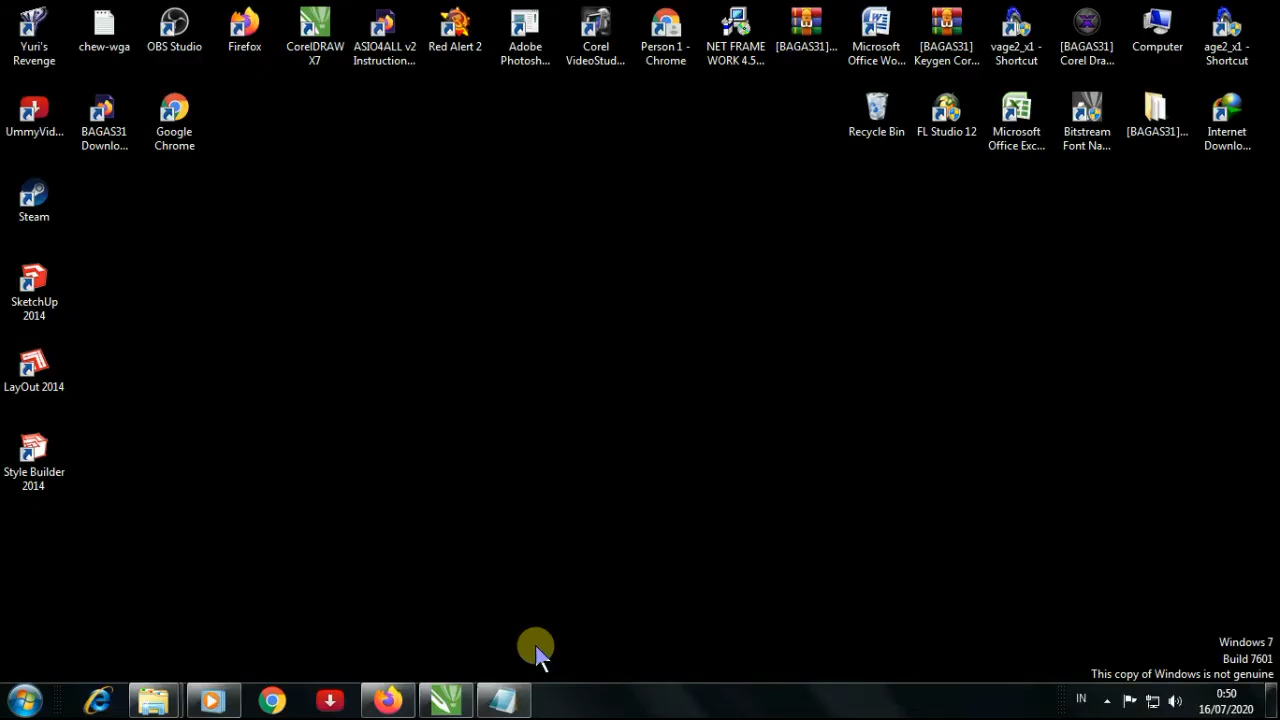 Yuri's
Revenge
chew-wga
OBS Studio
Firefox
CorelDRAW
X7
ASIO4ALL v2
Instruction...
Red Alert 2
Adobe
Photosh...
Corel
VideoStud...
Person 1 -
Chrome
NET FRAME
WORK 4.5...
[BAGAS31]...
Microsoft
Office Wo...
[BAGAS31]
Keygen Cor...
vage2_x1 -
Shortcut
[BAGAS31]
Corel Dra...
Computer
age2_x1 -
Shortcut
UmmyVid...
BAGAS31
Downlo...
Google
Chrome
Recycle Bin
FL Studio 12
Microsoft
Office Exc...
Bitstream
Font Na...
[BAGAS31]...
Internet
Downlo...
Steam
SketchUp
2014
LayOut 2014
Style Builder
2014
Windows 7
Build 7601
This copy of Windows is not genuine
IN
0:50
16/07/2020